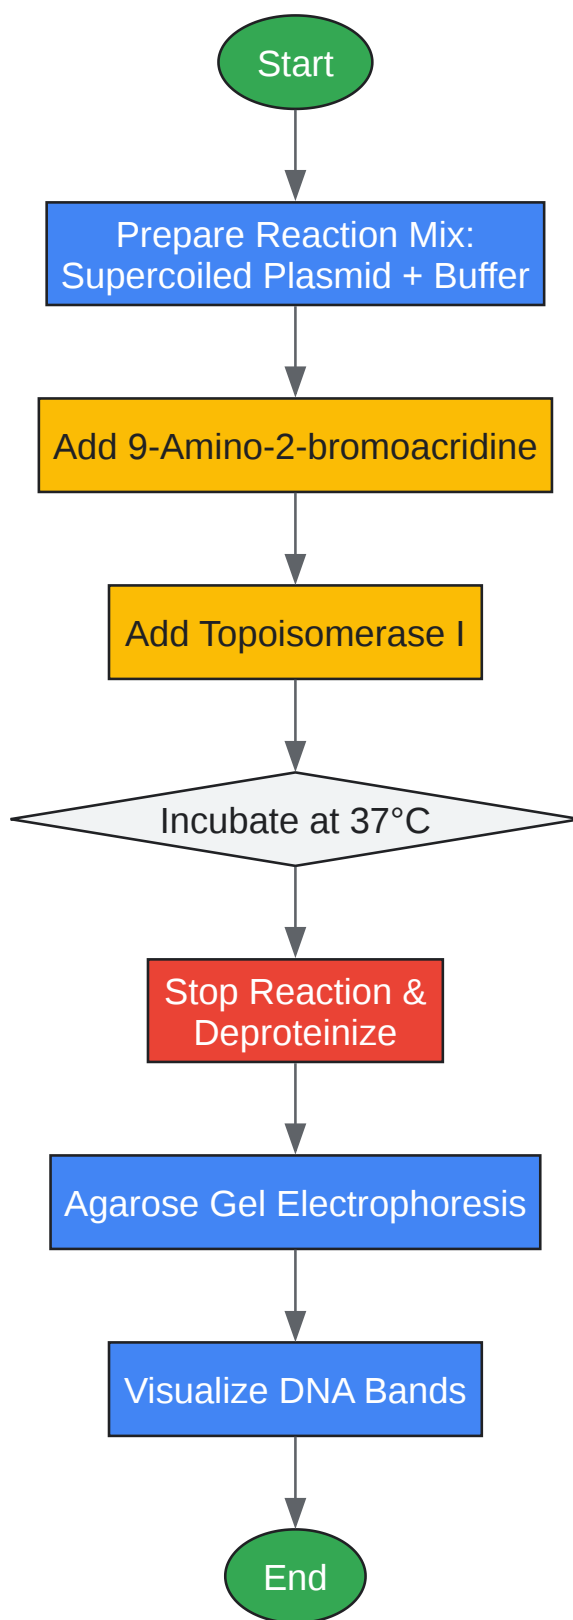 Start
Prepare Reaction Mix:
Supercoiled Plasmid + Buffer
Add 9-Amino-2-bromoacridine
Add Topoisomerase I
Incubate at 37°C
Stop Reaction &
Deproteinize
Agarose Gel Electrophoresis
Visualize DNA Bands
End